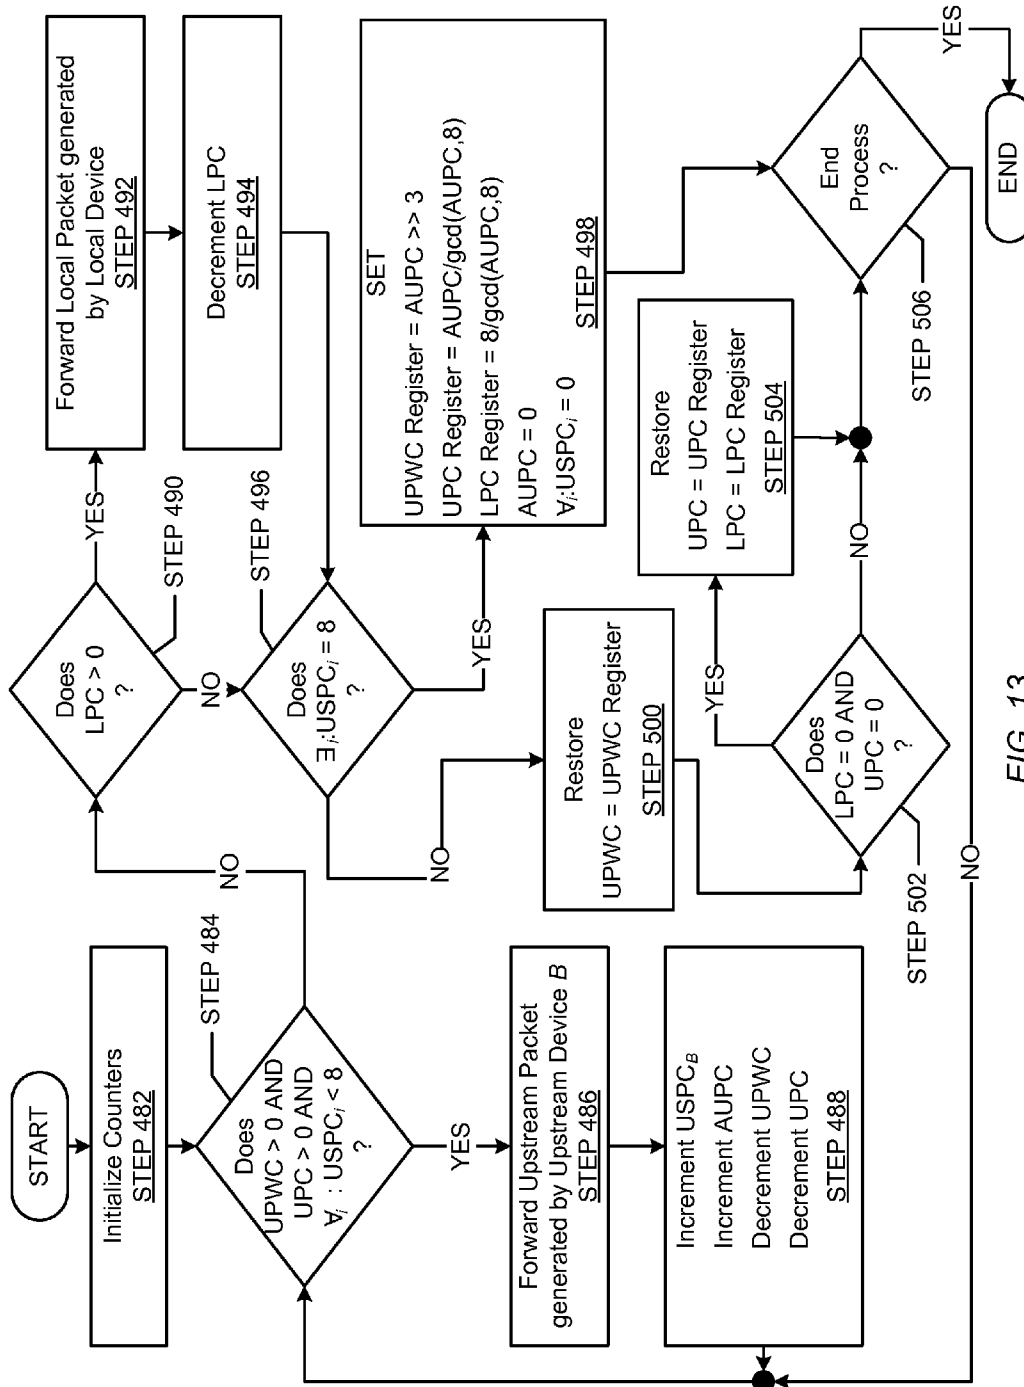 START
Initialize Counters
STEP 482
STEP 484
Does
UPWC > 0 AND
UPC > 0 AND
∀i : USPCi < 8
?
YES
NO
Forward Upstream Packet
generated by Upstream Device B
STEP 486
Increment USPCB
Increment AUPC
Decrement UPWC
Decrement UPC
STEP 488
Does
LPC > 0
?
STEP 490
YES
NO
Forward Local Packet generated
by Local Device
STEP 492
Decrement LPC
STEP 494
STEP 496
Does
∃i:USPCi = 8
?
YES
NO
SET
UPWC Register = AUPC >> 3
UPC Register = AUPC/gcd(AUPC,8)
LPC Register = 8/gcd(AUPC,8)
AUPC = 0
∀i:USPCi = 0
STEP 498
Restore
UPWC = UPWC Register
STEP 500
Does
LPC = 0 AND
UPC = 0
?
STEP 502
YES
NO
Restore
UPC = UPC Register
LPC = LPC Register
STEP 504
End
Process
?
STEP 506
YES
NO
END
FIG. 13